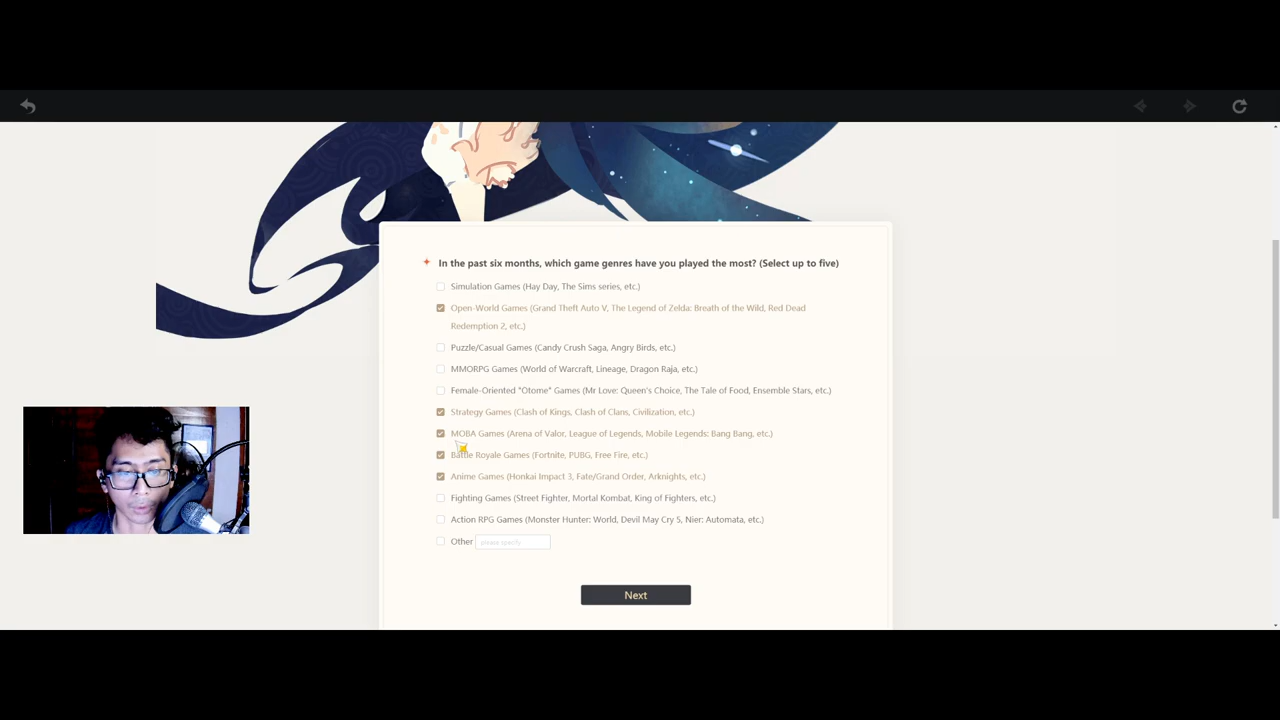 In the past six months, which game genres have you played the most? (Select up to five)
Simulation Games (Hay Day, The Sims series, etc.)
Open-World Games (Grand Theft Auto V, The Legend of Zelda: Breath of the Wild, Red Dead
Redemption 2, etc.)
Puzzle/Casual Games (Candy Crush Saga, Angry Birds, etc.)
MMORPG Games (World of Warcraft, Lineage, Dragon Raja, etc.)
Female-Oriented "Otome" Games (Mr Love: Queen's Choice, The Tale of Food, Ensemble Stars, etc.)
Strategy Games (Clash of Kings, Clash of Clans, Civilization, etc.)
MOBA Games (Arena of Valor, League of Legends, Mobile Legends: Bang Bang, etc.)
Battle Royale Games (Fortnite, PUBG, Free Fire, etc.)
Anime Games (Honkai Impact 3, Fate/Grand Order, Arknights, etc.)
Fighting Games (Street Fighter, Mortal Kombat, King of Fighters, etc.)
Action RPG Games (Monster Hunter: World, Devil May Cry 5, Nier: Automata, etc.)
Other please specify
Next